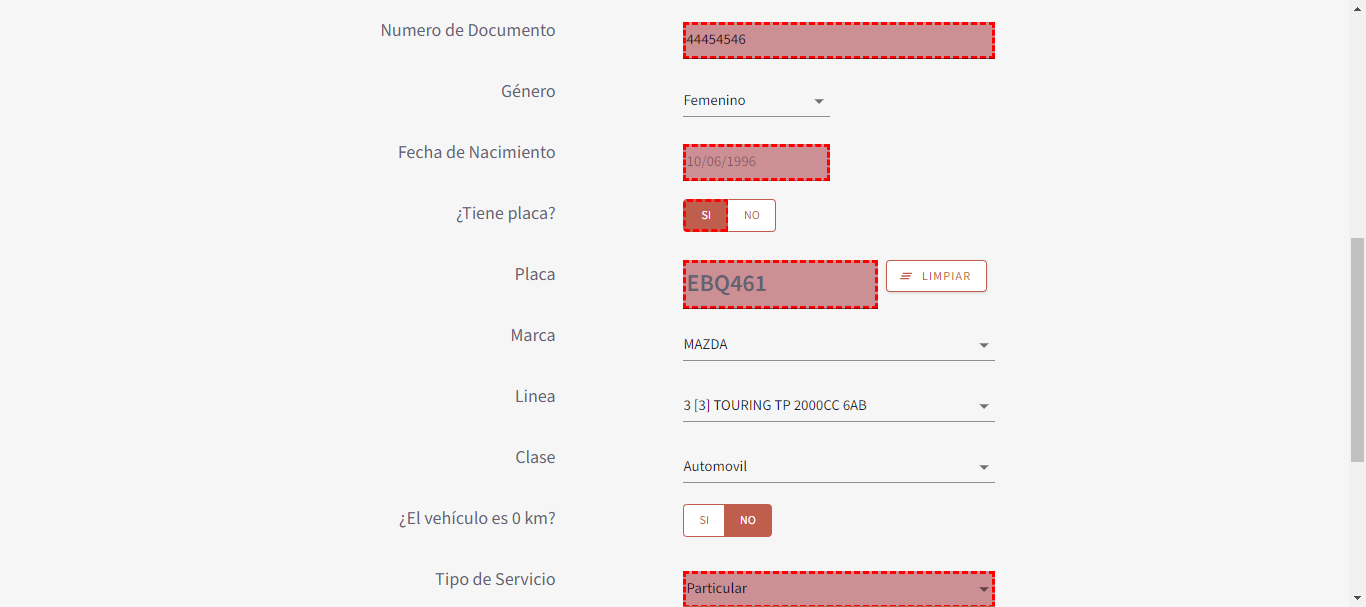 Numero de Documento 44454546
Género Femenino
Fecha de Nacimiento 10/06/1996
¿Tiene placa? SI NO
Placa EBQ461 LIMPIAR
Marca MAZDA
Linea 3 [3] TOURING TP 2000CC 6AB
Clase Automovil
¿El vehículo es 0 km? SI NO
Tipo de Servicio Particular